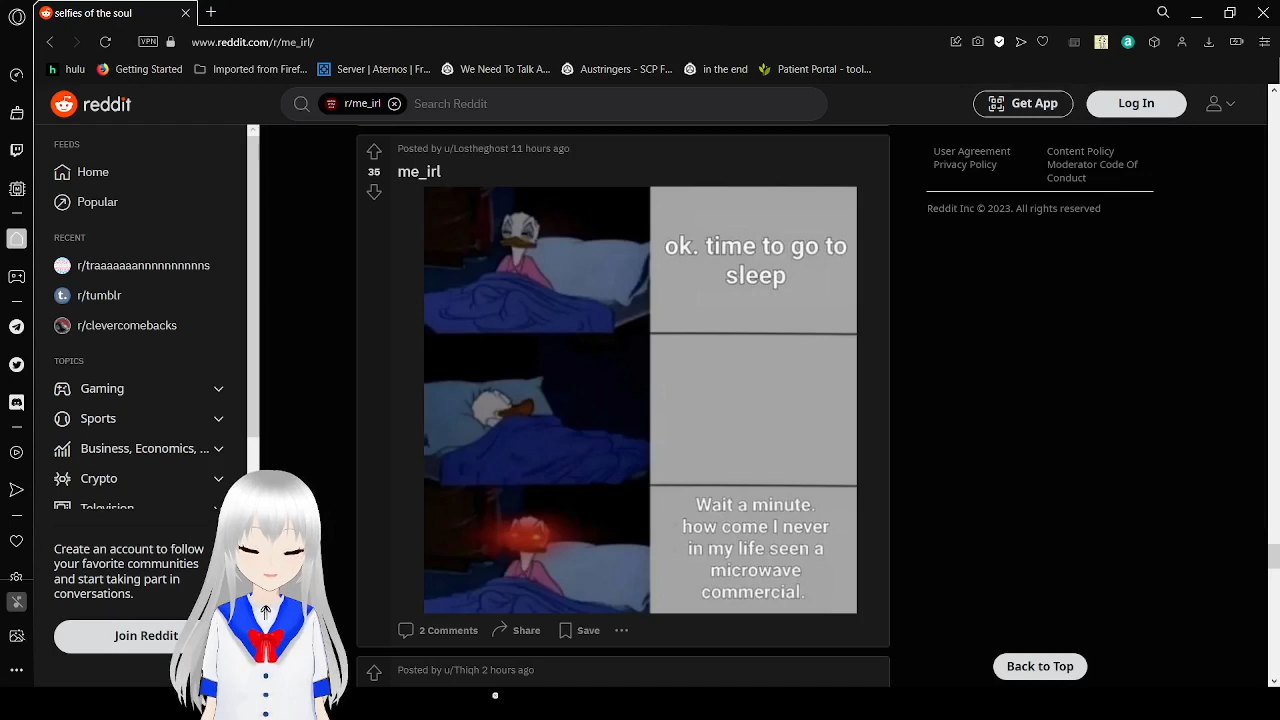 selfies of the soul
VPN
www.reddit.com/r/me_irl/
hulu
Getting Started
Imported from Firef...
Server | Aternos | Fr...
We Need To Talk A...
Austringers - SCP F...
in the end
Patient Portal - tool...
reddit
r/me_irl
Search Reddit
Get App
Log In
FEEDS
Home
Popular
RECENT
r/traaaaaaannnnnnnnnns
r/tumblr
r/clevercomebacks
TOPICS
Gaming
Sports
Business, Economics, ...
Crypto
Television
Create an account to follow
your favorite communities
and start taking part in
conversations.
Join Reddit
Posted by u/Lostheghost 11 hours ago
35
me_irl
ok. time to go to
sleep
Wait a minute.
how come I never
in my life seen a
microwave
commercial.
2 Comments
Share
Save
Posted by u/Thiqh 2 hours ago
User Agreement
Privacy Policy
Content Policy
Moderator Code Of
Conduct
Reddit Inc © 2023. All rights reserved
Back to Top